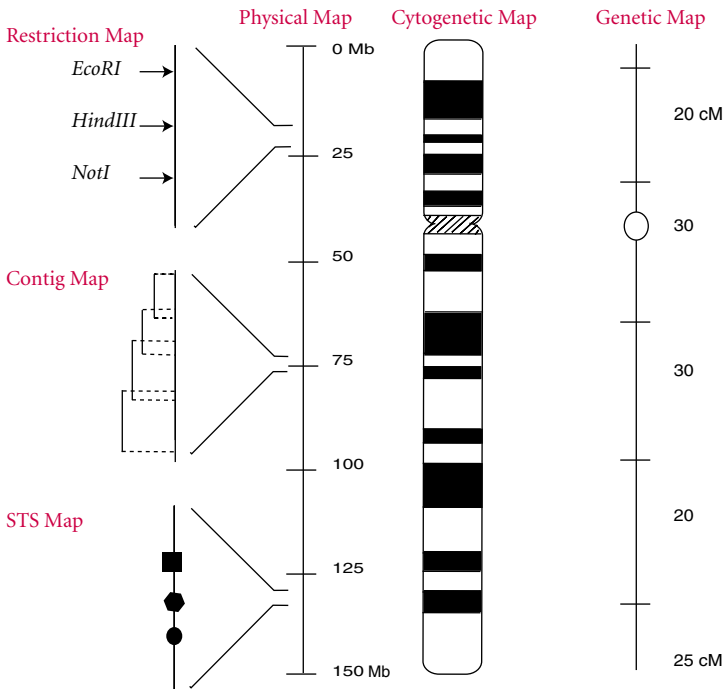 Restriction Map
EcoRI
HindIII
NotI
Contig Map
STS Map
Physical Map
0 Mb
25
50
75
100
125
150 Mb
Cytogenetic Map
Genetic Map
20 cM
30
30
20
25 cM